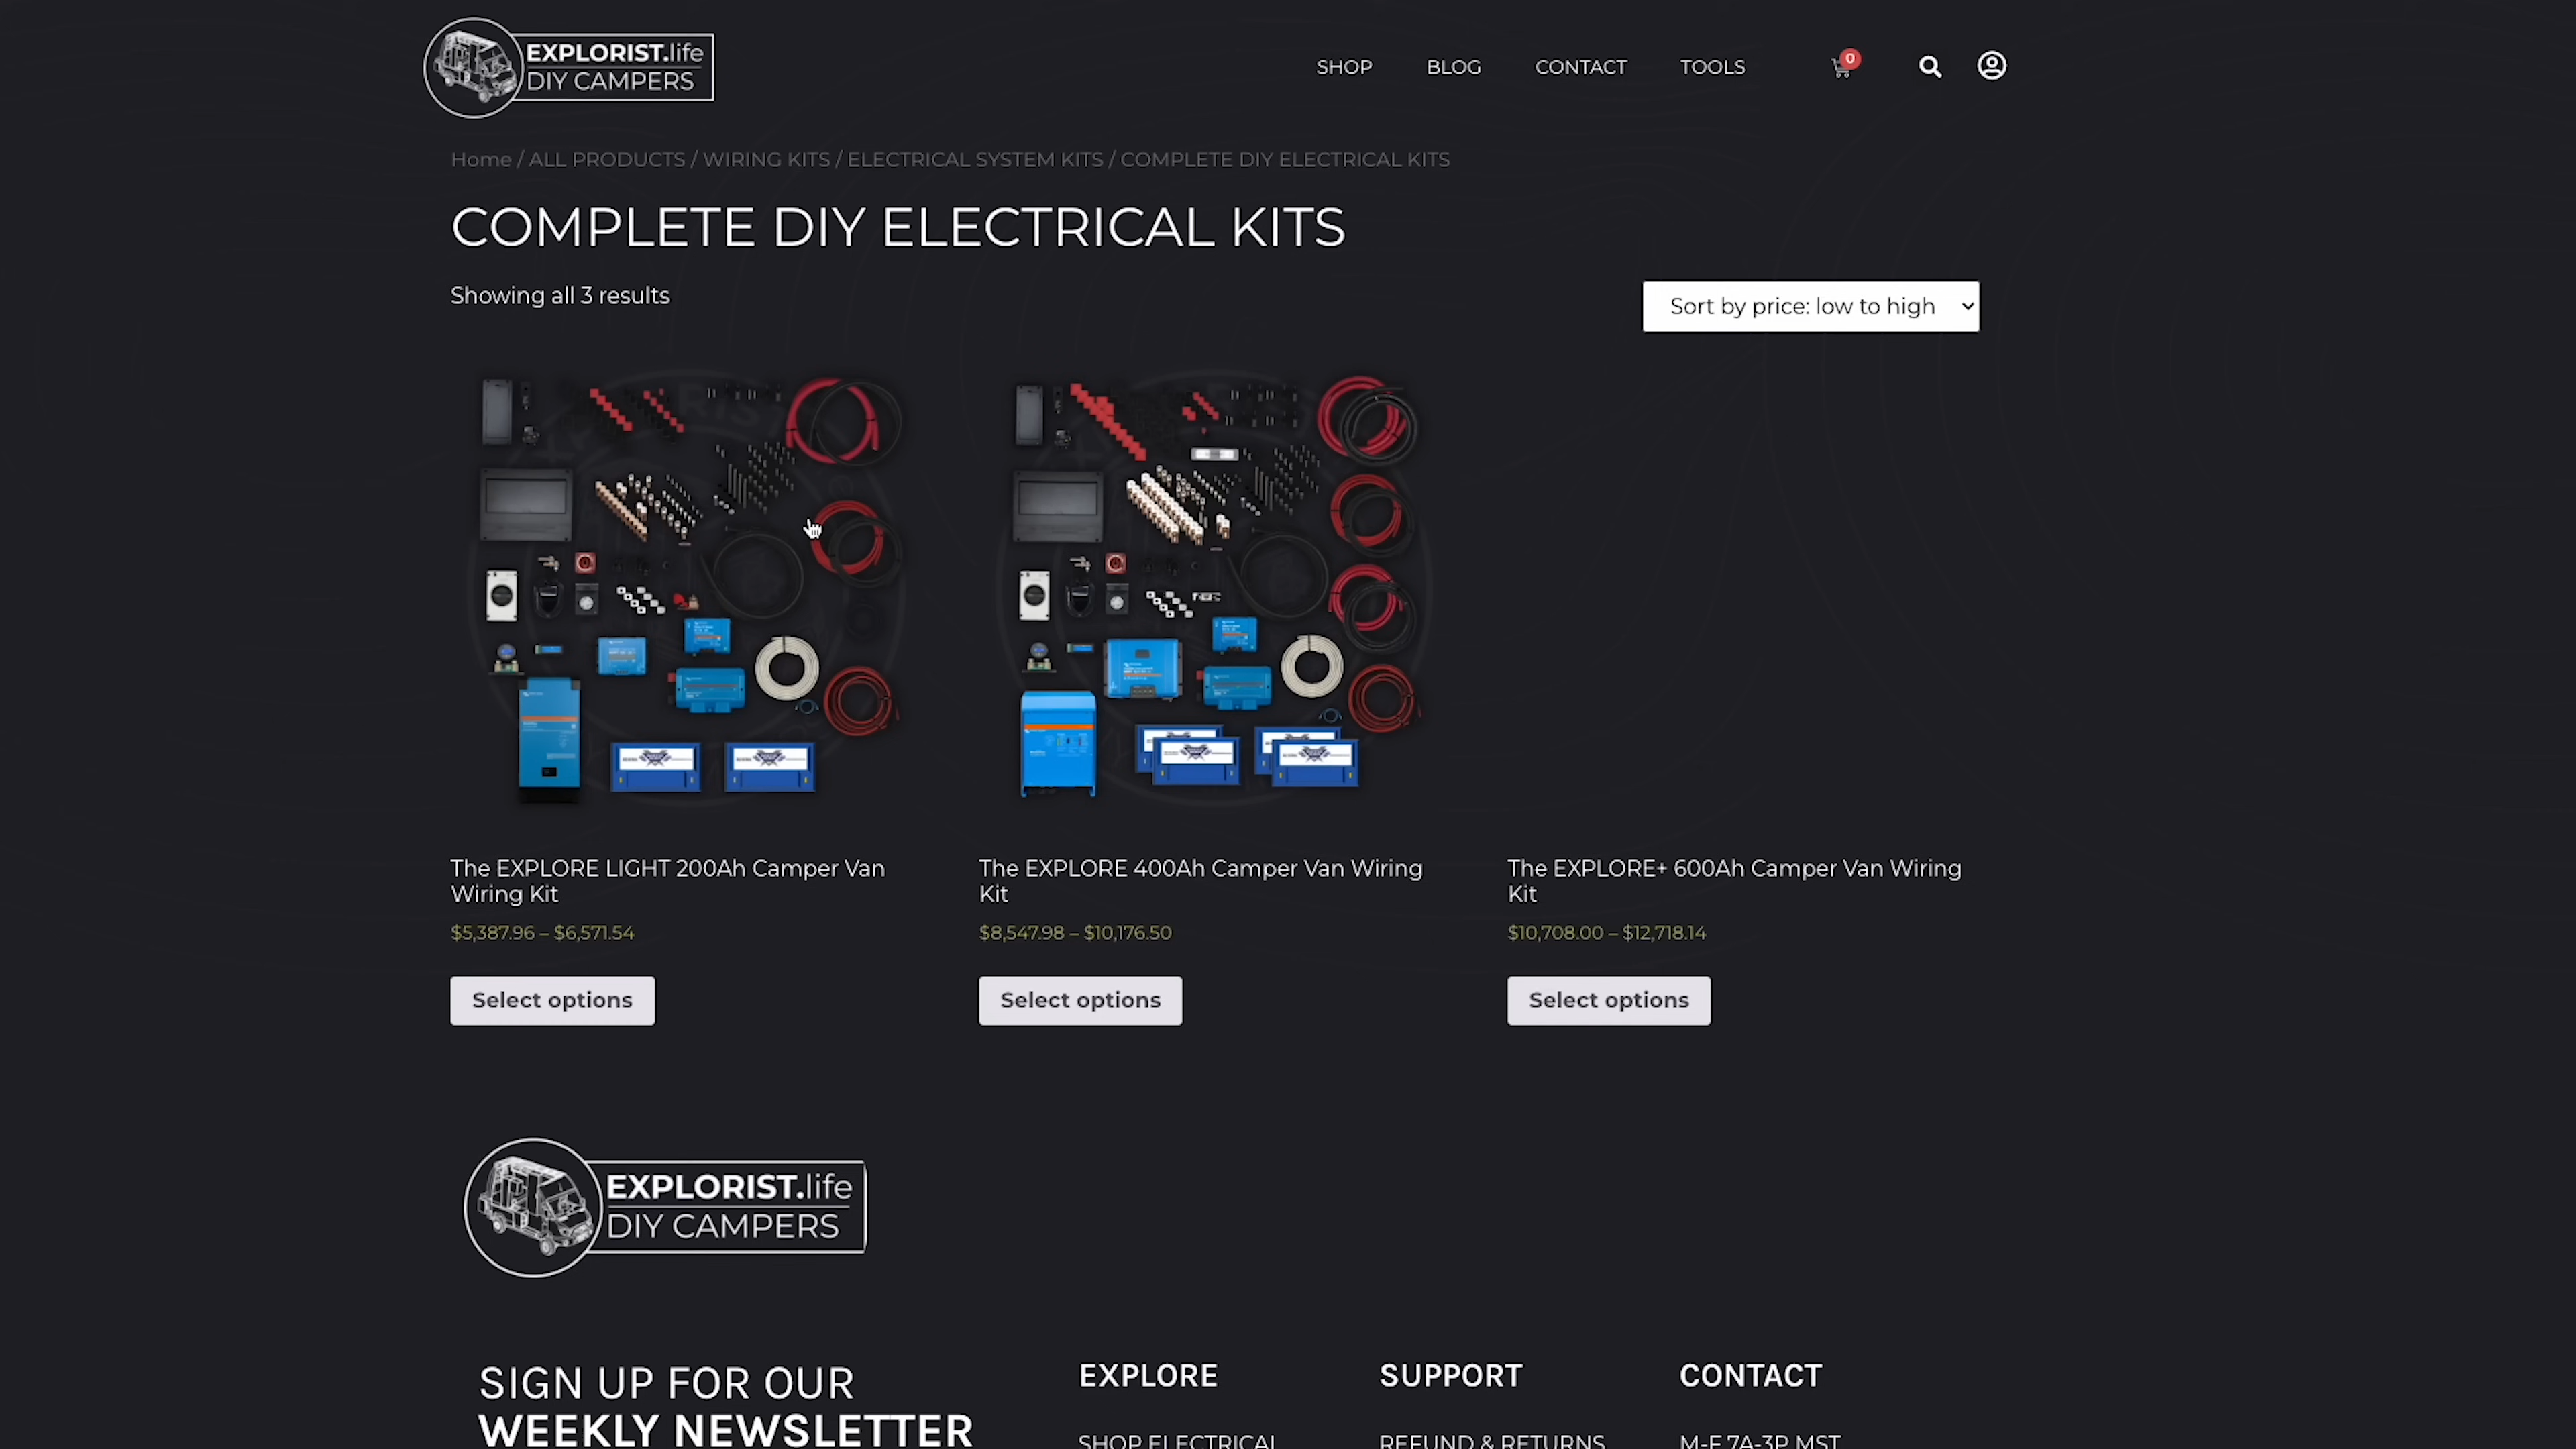 EXPLORIST.life
DIY CAMPERS
SHOP
BLOG
CONTACT
TOOLS
0
Home / ALL PRODUCTS / WIRING KITS / ELECTRICAL SYSTEM KITS / COMPLETE DIY ELECTRICAL KITS
COMPLETE DIY ELECTRICAL KITS
Showing all 3 results
Sort by price: low to high
The EXPLORE LIGHT 200Ah Camper Van
Wiring Kit
$5,387.96 – $6,571.54
Select options
The EXPLORE 400Ah Camper Van Wiring
Kit
$8,547.98 – $10,176.50
Select options
The EXPLORE+ 600Ah Camper Van Wiring
Kit
$10,708.00 – $12,718.14
Select options
EXPLORIST.life
DIY CAMPERS
SIGN UP FOR OUR
WEEKLY NEWSLETTER
EXPLORE
SHOP ELECTRICAL
SUPPORT
REFUND & RETURNS
CONTACT
M-F 7A-3P MST